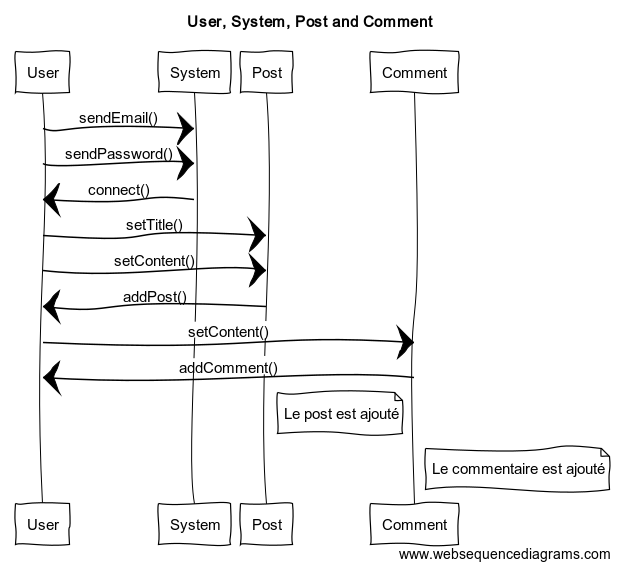 User, System, Post and Comment
User System Post Comment
sendEmail()
sendPassword()
connect()
setTitle()
setContent()
addPost()
setContent()
addComment()
Le post est ajouté
Le commentaire est ajouté
User System Post Comment
www.websequencediagrams.com